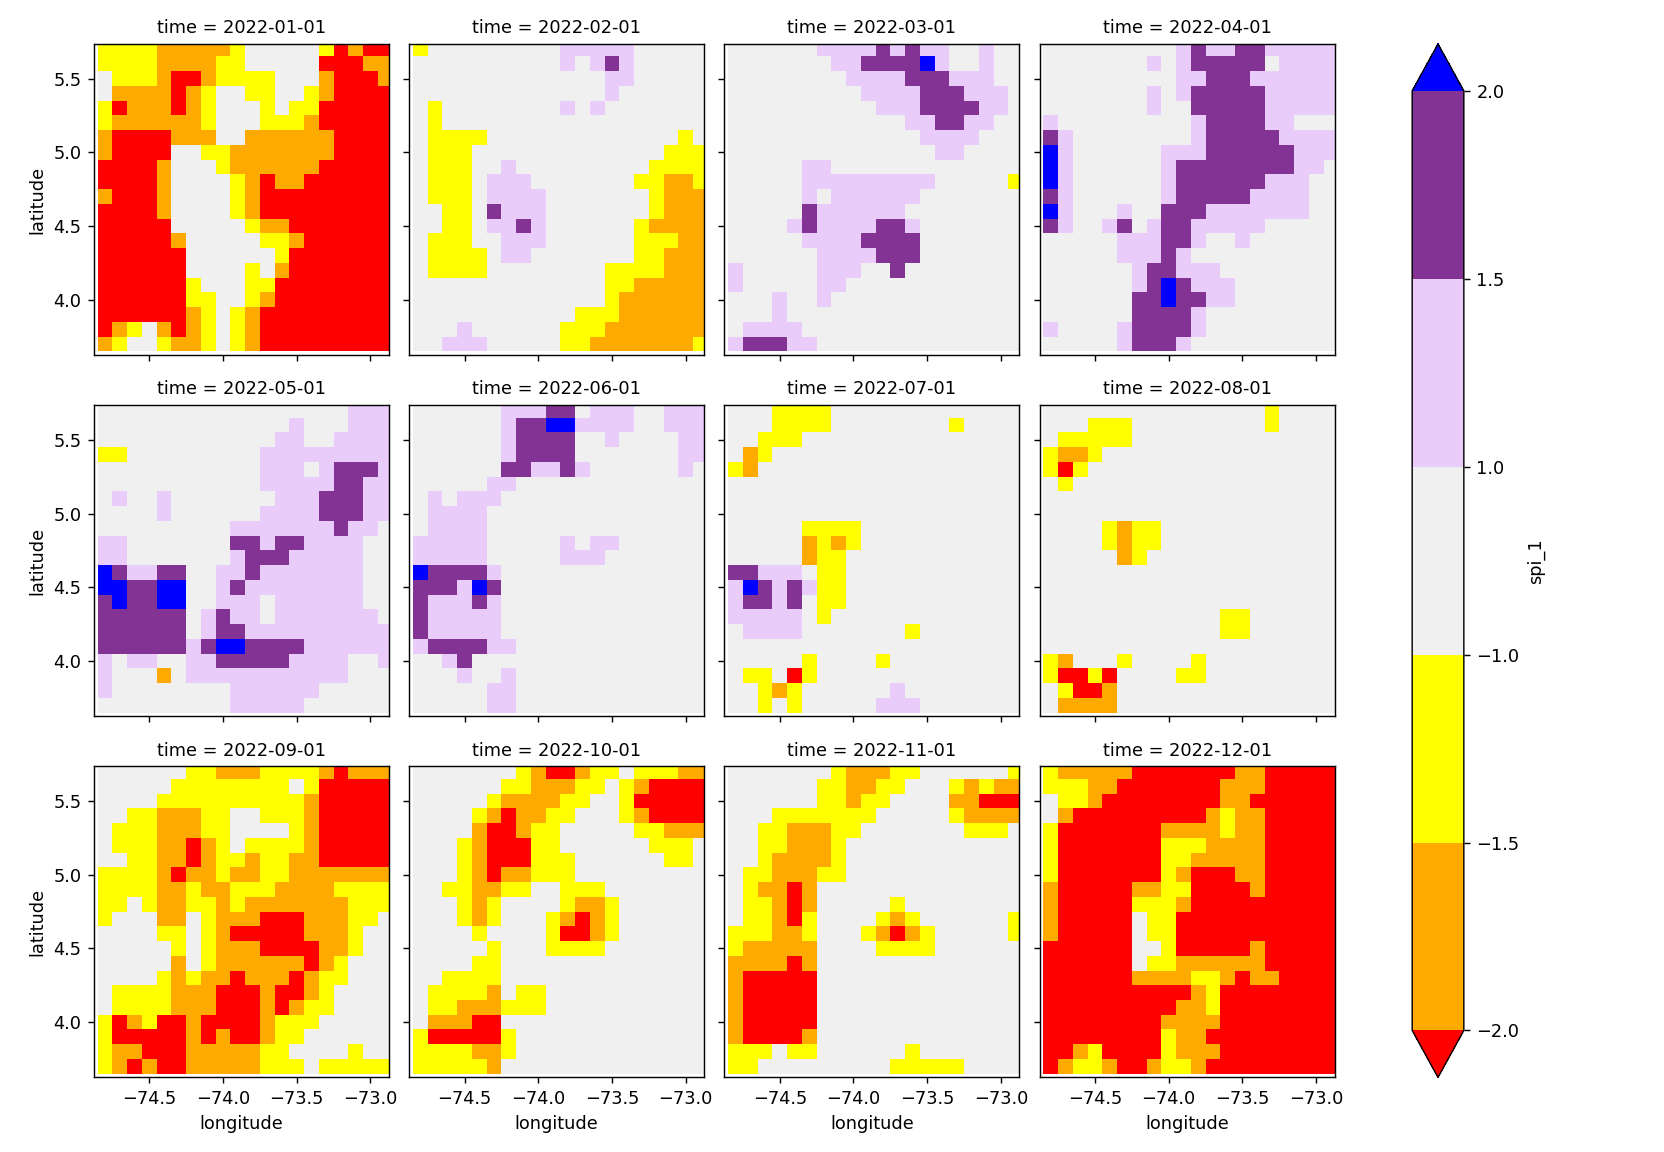 time = 2022-01-01
time = 2022-02-01
time = 2022-03-01
time = 2022-04-01
latitude
5.5
5.0
4.5
4.0
time = 2022-05-01
time = 2022-06-01
time = 2022-07-01
time = 2022-08-01
latitude
5.5
5.0
4.5
4.0
time = 2022-09-01
time = 2022-10-01
time = 2022-11-01
time = 2022-12-01
latitude
5.5
5.0
4.5
4.0
−74.5 −74.0 −73.5 −73.0
longitude
−74.5 −74.0 −73.5 −73.0
longitude
−74.5 −74.0 −73.5 −73.0
longitude
−74.5 −74.0 −73.5 −73.0
longitude
2.0
1.5
1.0
−1.0
−1.5
−2.0
spi_1